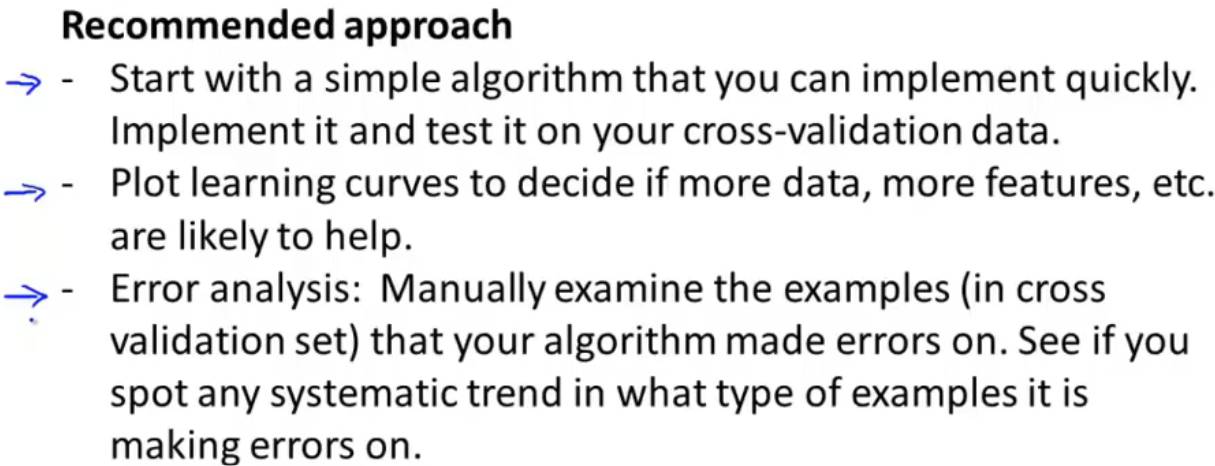 Recommended approach
- Start with a simple algorithm that you can implement quickly.
Implement it and test it on your cross-validation data.
- Plot learning curves to decide if more data, more features, etc.
are likely to help.
- Error analysis: Manually examine the examples (in cross
validation set) that your algorithm made errors on. See if you
spot any systematic trend in what type of examples it is
making errors on.